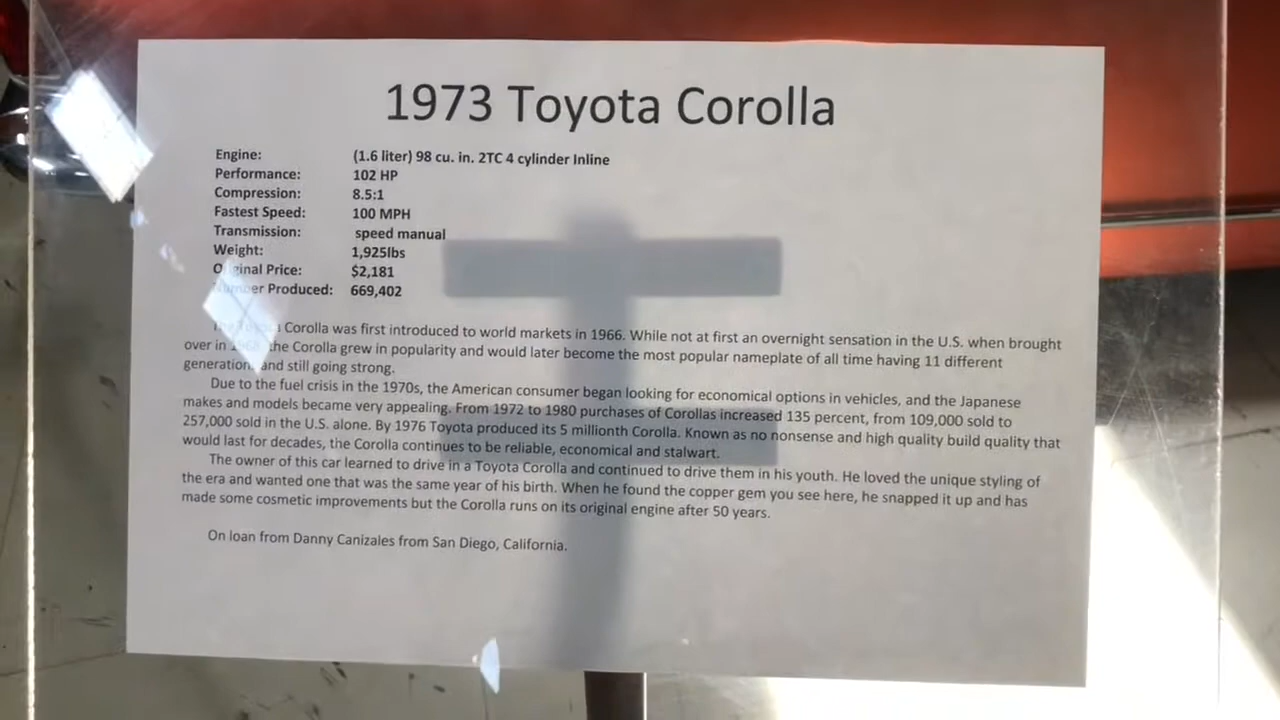 1973 Toyota Corolla
Engine: (1.6 liter) 98 cu. in. 2TC 4 cylinder Inline
Performance: 102 HP
Compression: 8.5:1
Fastest Speed: 100 MPH
Transmission: speed manual
Weight: 1,925lbs
Original Price: $2,181
Number Produced: 669,402
The Toyota Corolla was first introduced to world markets in 1966. While not at first an overnight sensation in the U.S. when brought
over in the Corolla grew in popularity and would later become the most popular nameplate of all time having 11 different
generation and still going strong.
Due to the fuel crisis in the 1970s, the American consumer began looking for economical options in vehicles, and the Japanese
makes and models became very appealing. From 1972 to 1980 purchases of Corollas increased 135 percent, from 109,000 sold to
257,000 sold in the U.S. alone. By 1976 Toyota produced its 5 millionth Corolla. Known as no nonsense and high quality build quality that
would last for decades, the Corolla continues to be reliable, economical and stalwart.
The owner of this car learned to drive in a Toyota Corolla and continued to drive them in his youth. He loved the unique styling of
the era and wanted one that was the same year of his birth. When he found the copper gem you see here, he snapped it up and has
made some cosmetic improvements but the Corolla runs on its original engine after 50 years.
On loan from Danny Canizales from San Diego, California.